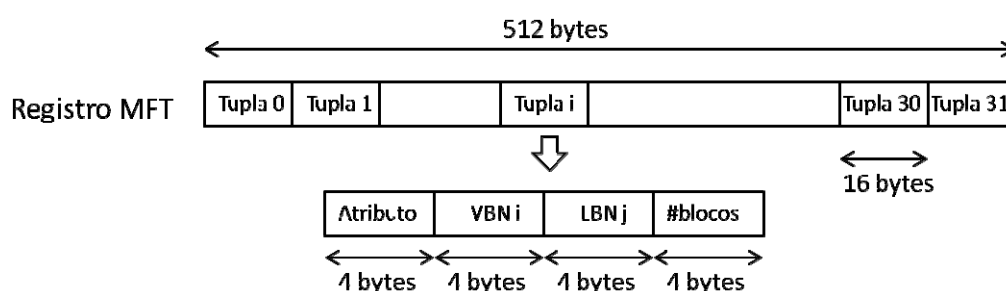 512 bytes
Registro MFT
Tupla 0 Tupla 1 Tupla i Tupla 30 Tupla 31
16 bytes
Atributo VBN i LBN j #blocos
4 bytes 4 bytes 4 bytes 4 bytes